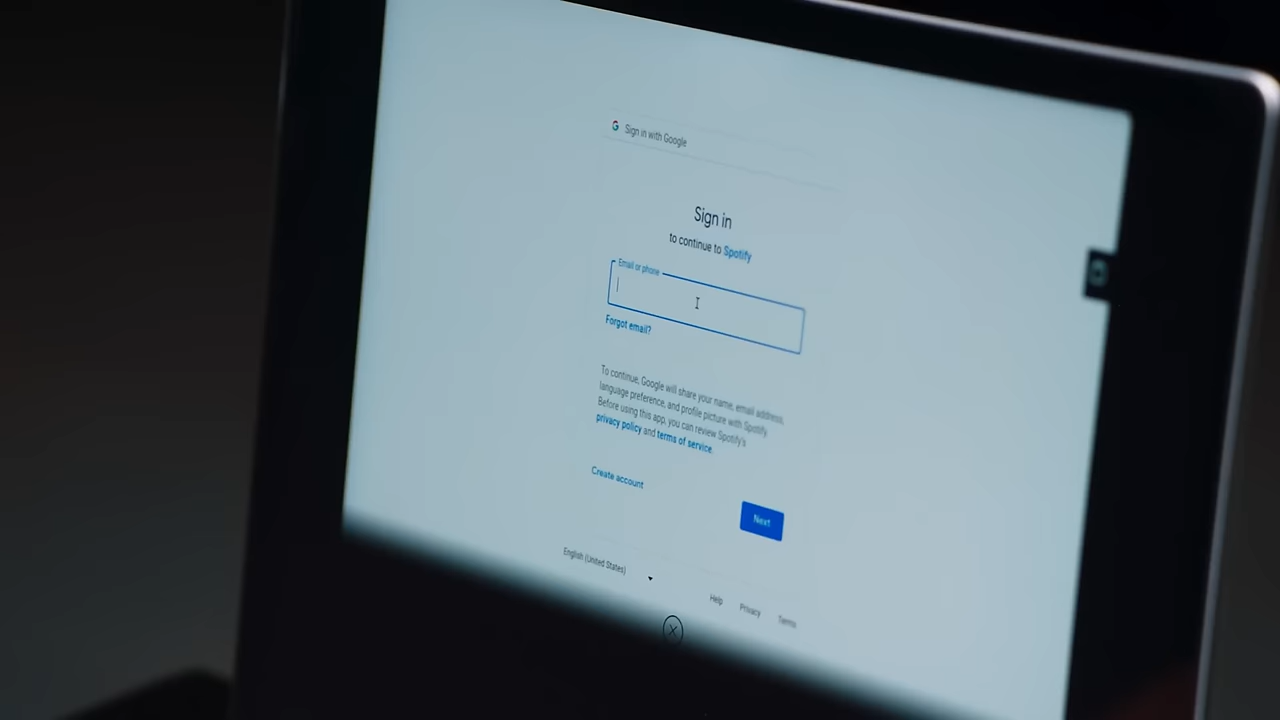 Sign in with Google
Sign in
to continue to Spotify
Email or phone
Forgot email?
To continue, Google will share your name, email address,
language preference, and profile picture with Spotify.
Before using this app, you can review Spotify's
privacy policy and terms of service.
Create account
Next
English (United States)
Help Privacy Terms